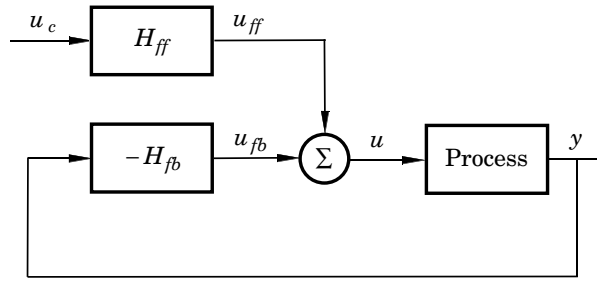 u_c
H_ff
u_ff
−H_fb
u_fb
Σ
u
Process
y